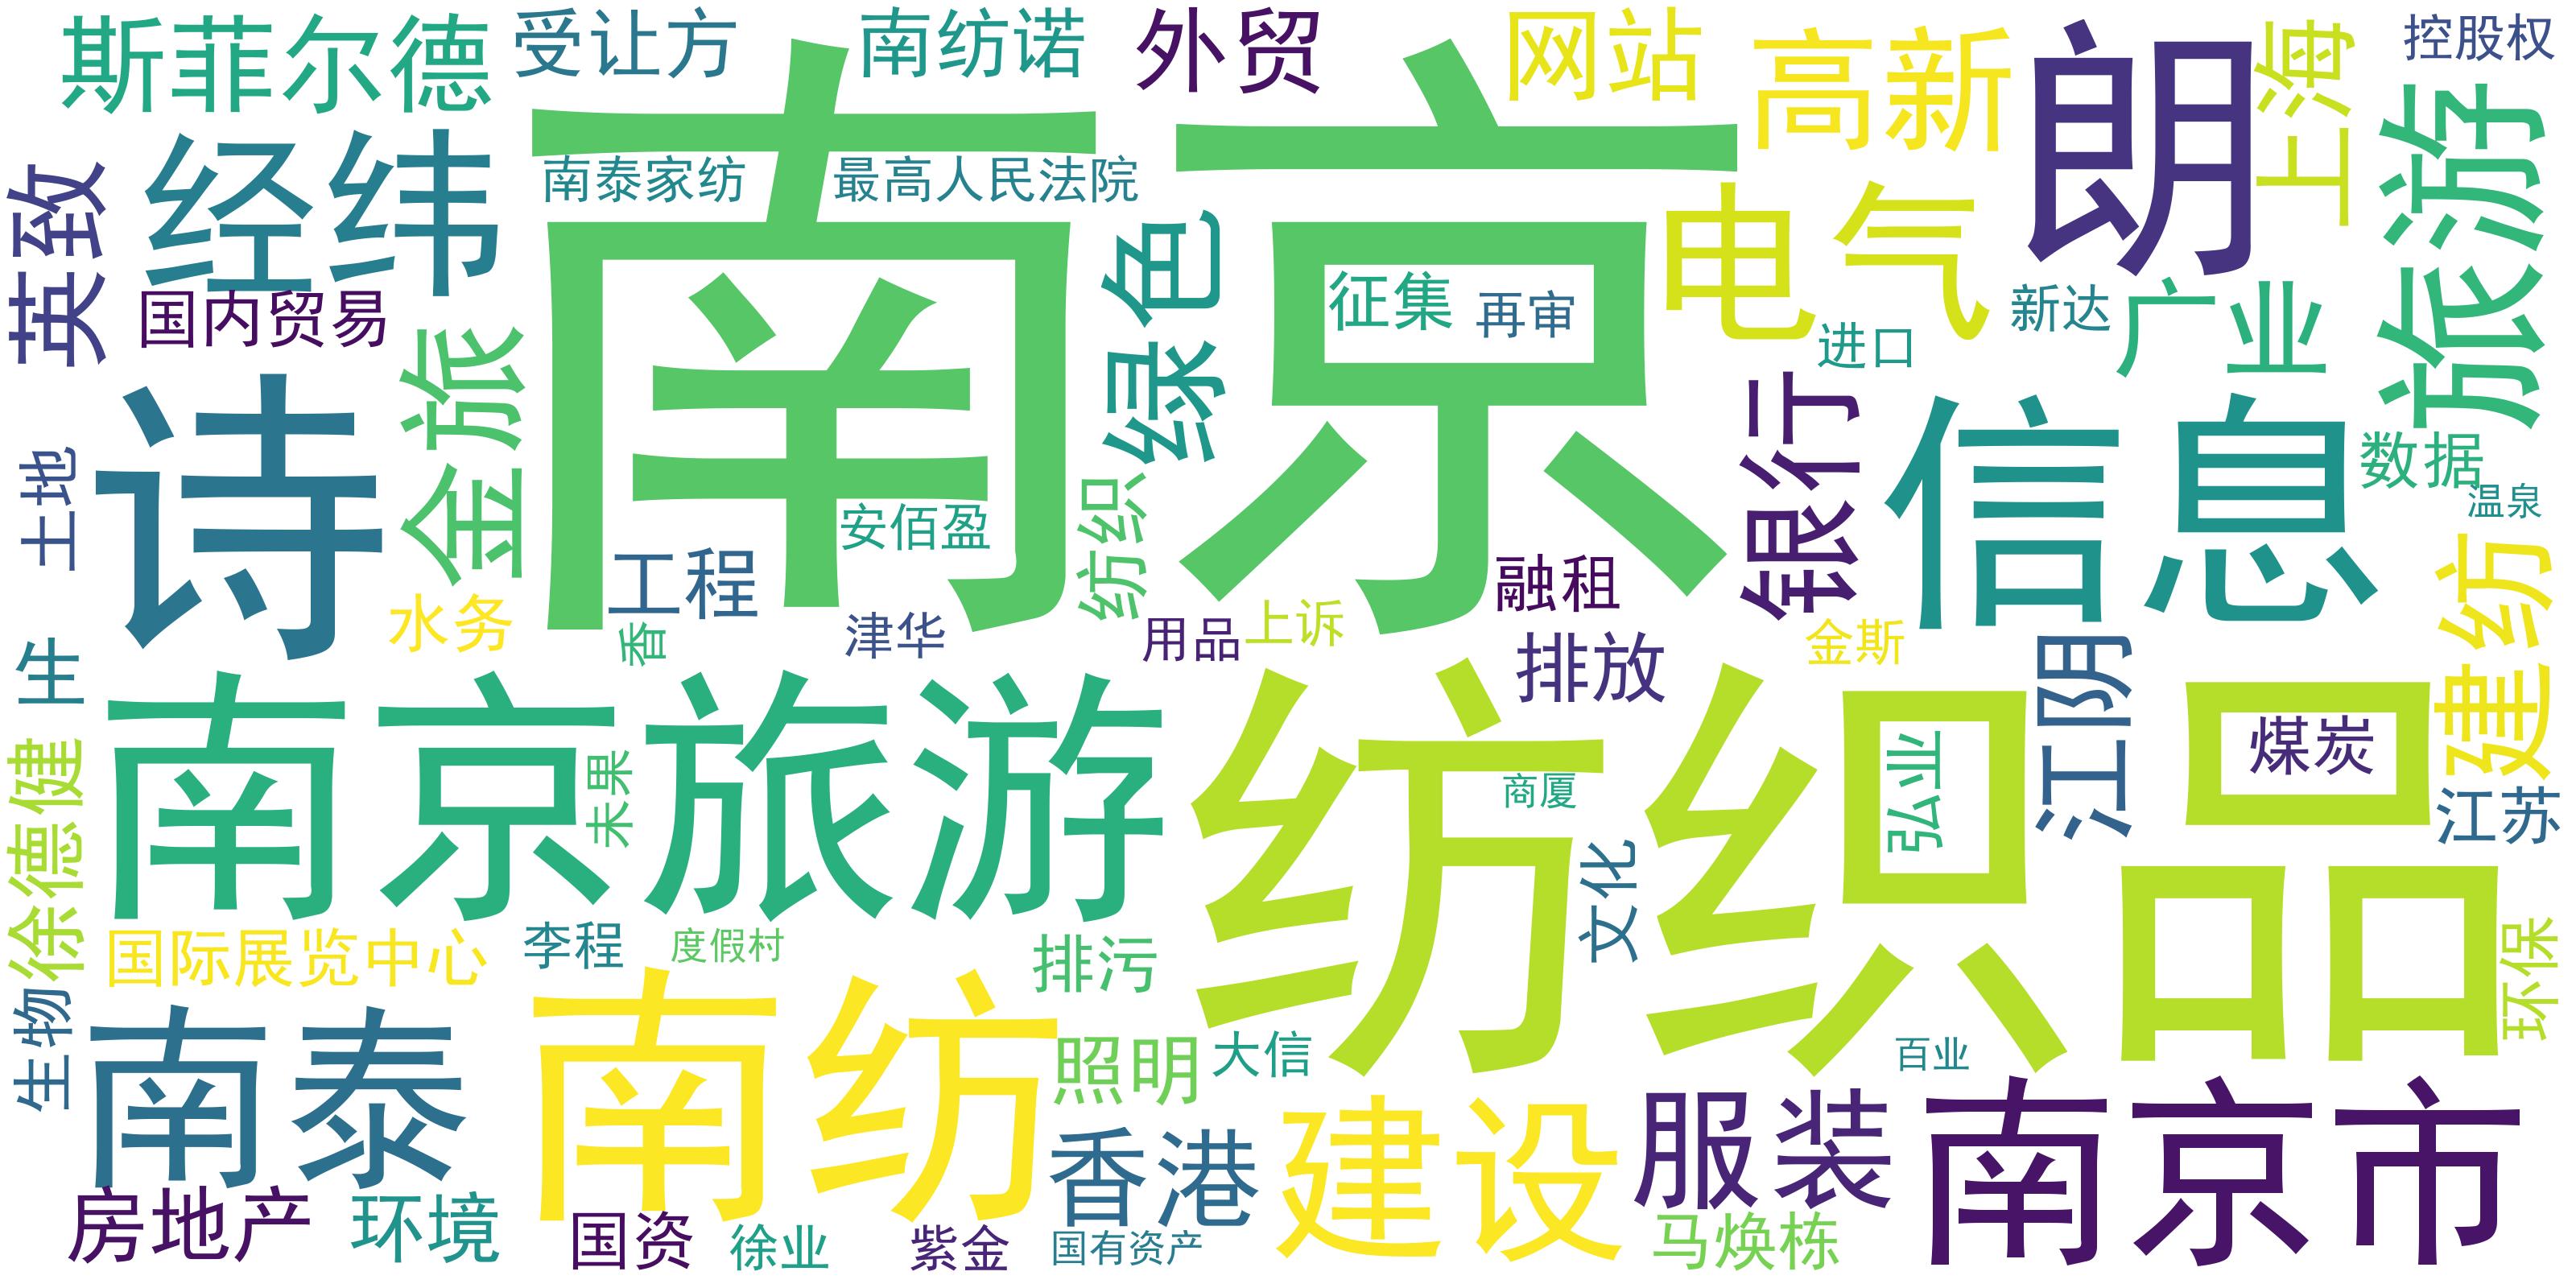 斯菲尔德
受让方
南纺诺
外贸
网站
高新
朗
上海
控股权
旅游
英致
经纬
南泰家纺
最高人民法院
南京
绿色
征集
再审
电气
国内贸易
新达
进口
广
诗
金旅
银行
信息
数据
温泉
土地
安佰盈
纺织
工程
融租
建纺
水务
香
津华
用品
上诉
排放
金斯
江阴
南京旅游
纺织品
煤炭
未果
商厦
弘业
江苏
徐德健
文化
国际展览中心
李程
度假村
排污
环保
生物
南泰
南纺
照明
大信
百业
香港
建设
服装
南京市
房地产
环境
国资
徐业
紫金
国有资产
马焕栋